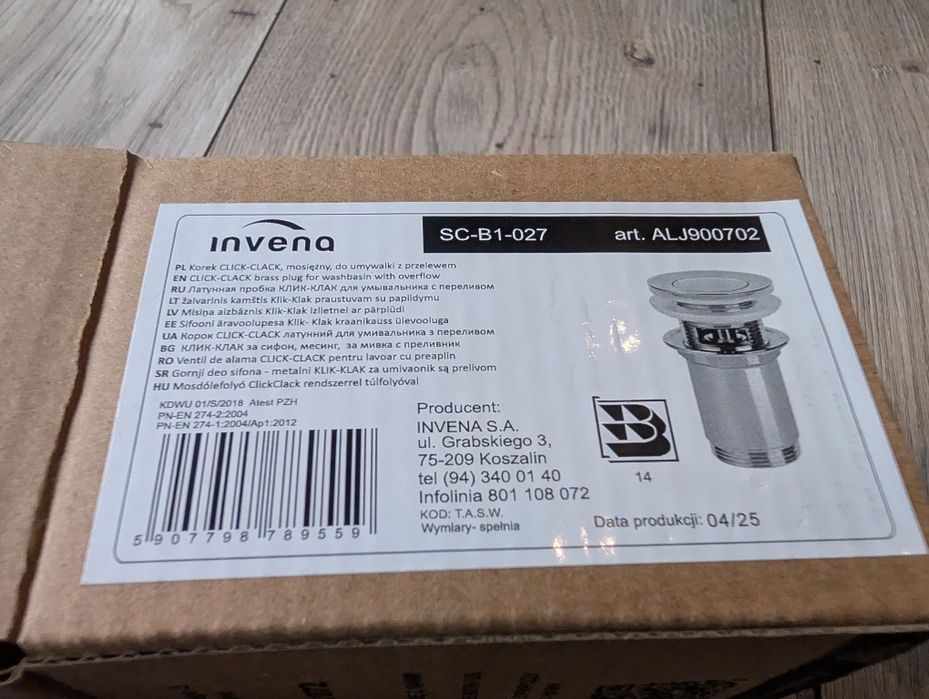 ınvena
SC-B1-027 art. ALJ900702
PL Korek CLICK-CLACK, mosiężny, do umywalki z przelewem
EN CLICK-CLACK brass plug for washbasin with overflow
RU Латунная пробка КЛИК-КЛАК для умывальника с переливом
LT žalvarinis kamštis Klik-Klak praustuvam su papildymu
LV Misiņa aizbāznis Klik-Klak izlietnei ar pārplūdi
EE Sifooni äravoolupesa Klik- Klak kraanikauss ülevooluga
UA Корок CLICK-CLACK латунний для умивальника з переливом
BG КЛИК-КЛАК за сифон, месинг, за мивка с преливник
RO Ventil de alama CLICK-CLACK pentru lavoar cu preaplin
SR Gornji deo sifona - metalni KLIK-KLAK za umivaonik są prelivom
HU Mosdólefolyó ClickClack rendszerrel túlfolyóval
KDWU 01/S/2018 Atest PZH
PN-EN 274-2:2004
PN-EN 274-1:2004/Ap1:2012
5 907798 789559
Producent:
INVENA S.A.
ul. Grabskiego 3,
75-209 Koszalin
tel (94) 340 01 40
Infolinia 801 108 072
KOD: T.A.S.W.
Wymiary- spełnia
B
14
Data produkcji: 04/25